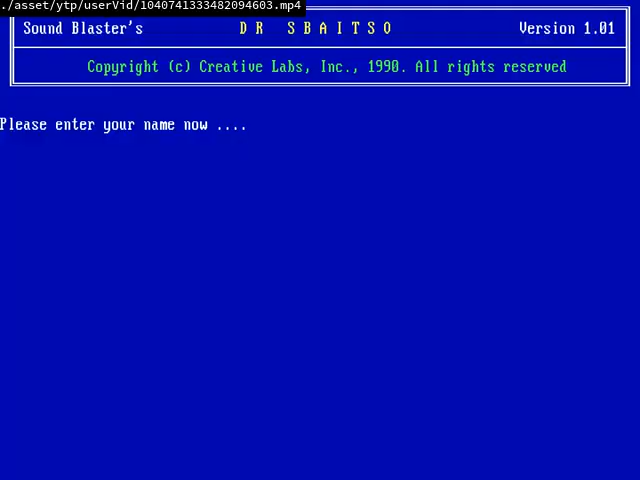 ./asset/ytp/userVid/1040741333482094603.mp4
Sound Blaster's D R S B A I T S O Version 1.01
Copyright (c) Creative Labs, Inc., 1990. All rights reserved
Please enter your name now ....